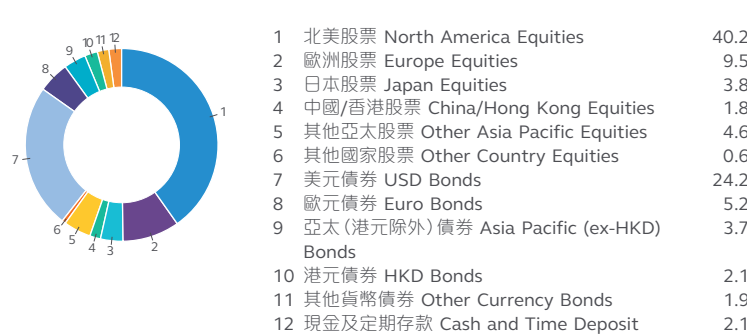 1 北美股票 North America Equities 40.2
2 歐洲股票 Europe Equities 9.5
3 日本股票 Japan Equities 3.8
4 中國/香港股票 China/Hong Kong Equities 1.8
5 其他亞太股票 Other Asia Pacific Equities 4.6
6 其他國家股票 Other Country Equities 0.6
7 美元債券 USD Bonds 24.2
8 歐元債券 Euro Bonds 5.2
9 亞太（港元除外）債券 Asia Pacific (ex-HKD) 3.7
Bonds
10 港元債券 HKD Bonds 2.1
11 其他貨幣債券 Other Currency Bonds 1.9
12 現金及定期存款 Cash and Time Deposit 2.1
1
2
3
4
5
6
7
8
9
10
11
12